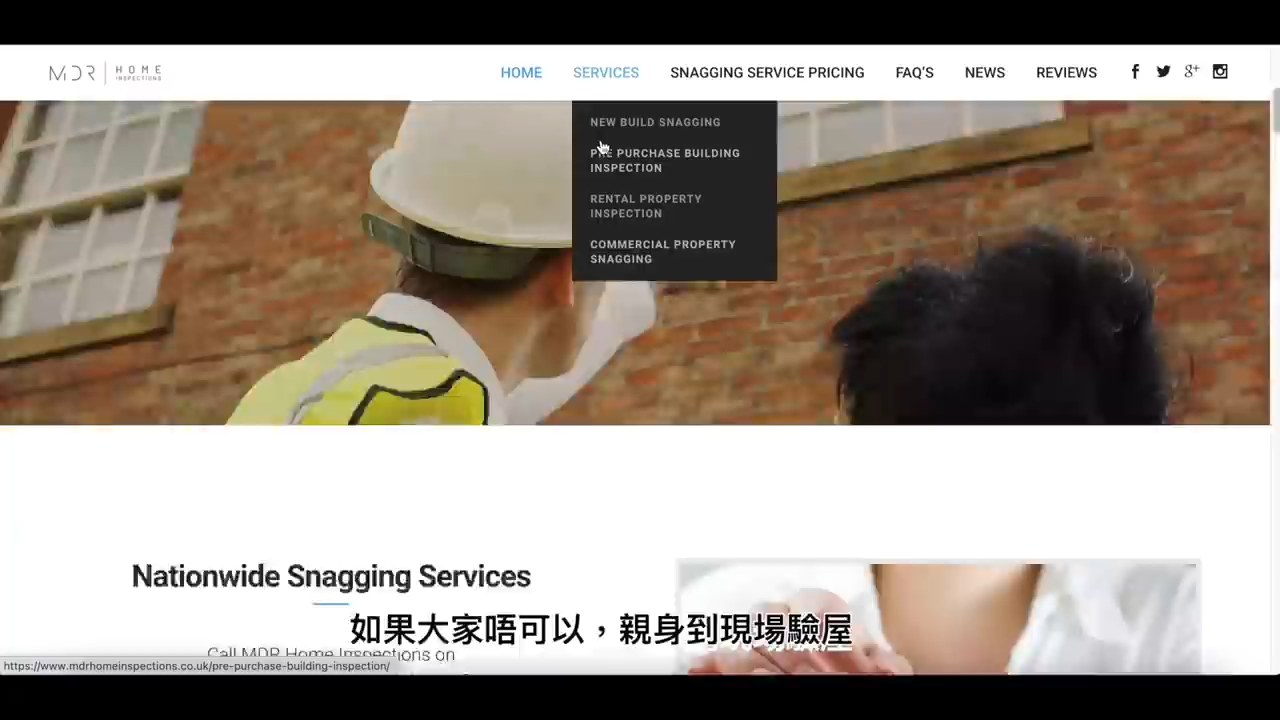 MDR HOME INSPECTIONS
HOME SERVICES SNAGGING SERVICE PRICING FAQ'S NEWS REVIEWS
NEW BUILD SNAGGING
PRE PURCHASE BUILDING
INSPECTION
RENTAL PROPERTY
INSPECTION
COMMERCIAL PROPERTY
SNAGGING
Nationwide Snagging Services
如果大家唔可以，親身到現場驗屋
Call MDR Home Inspections on
https://www.mdrhomeinspections.co.uk/pre-purchase-building-inspection/